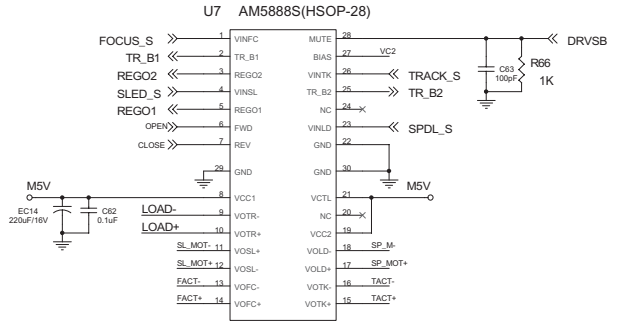 U7 AM5888S(HSOP-28)
FOCUS_S 1 VINFC MUTE 28 DRVSB
TR_B1 2 TR_B1 BIAS 27 VC2
REGO2 3 REGO2 VINTK 26 TRACK_S
SLED_S 4 VINSL TR_B2 25 TR_B2
REGO1 5 REGO1 NC 24
OPEN 6 FWD VINLD 23 SPDL_S
CLOSE 7 REV GND 22
29 GND GND 30
C63
100pF
R66
1K
M5V 8 VCC1 VCTL 21 M5V
LOAD- 9 VOTR- NC 20
LOAD+ 10 VOTR+ VCC2 19
SL_MOT- 11 VOSL+ VOLD- 18 SP_M-
SL_MOT+ 12 VOSL- VOLD+ 17 SP_MOT+
FACT- 13 VOFC- VOTK- 16 TACT-
FACT+ 14 VOFC+ VOTK+ 15 TACT+
EC14
220uF/16V
C62
0.1uF